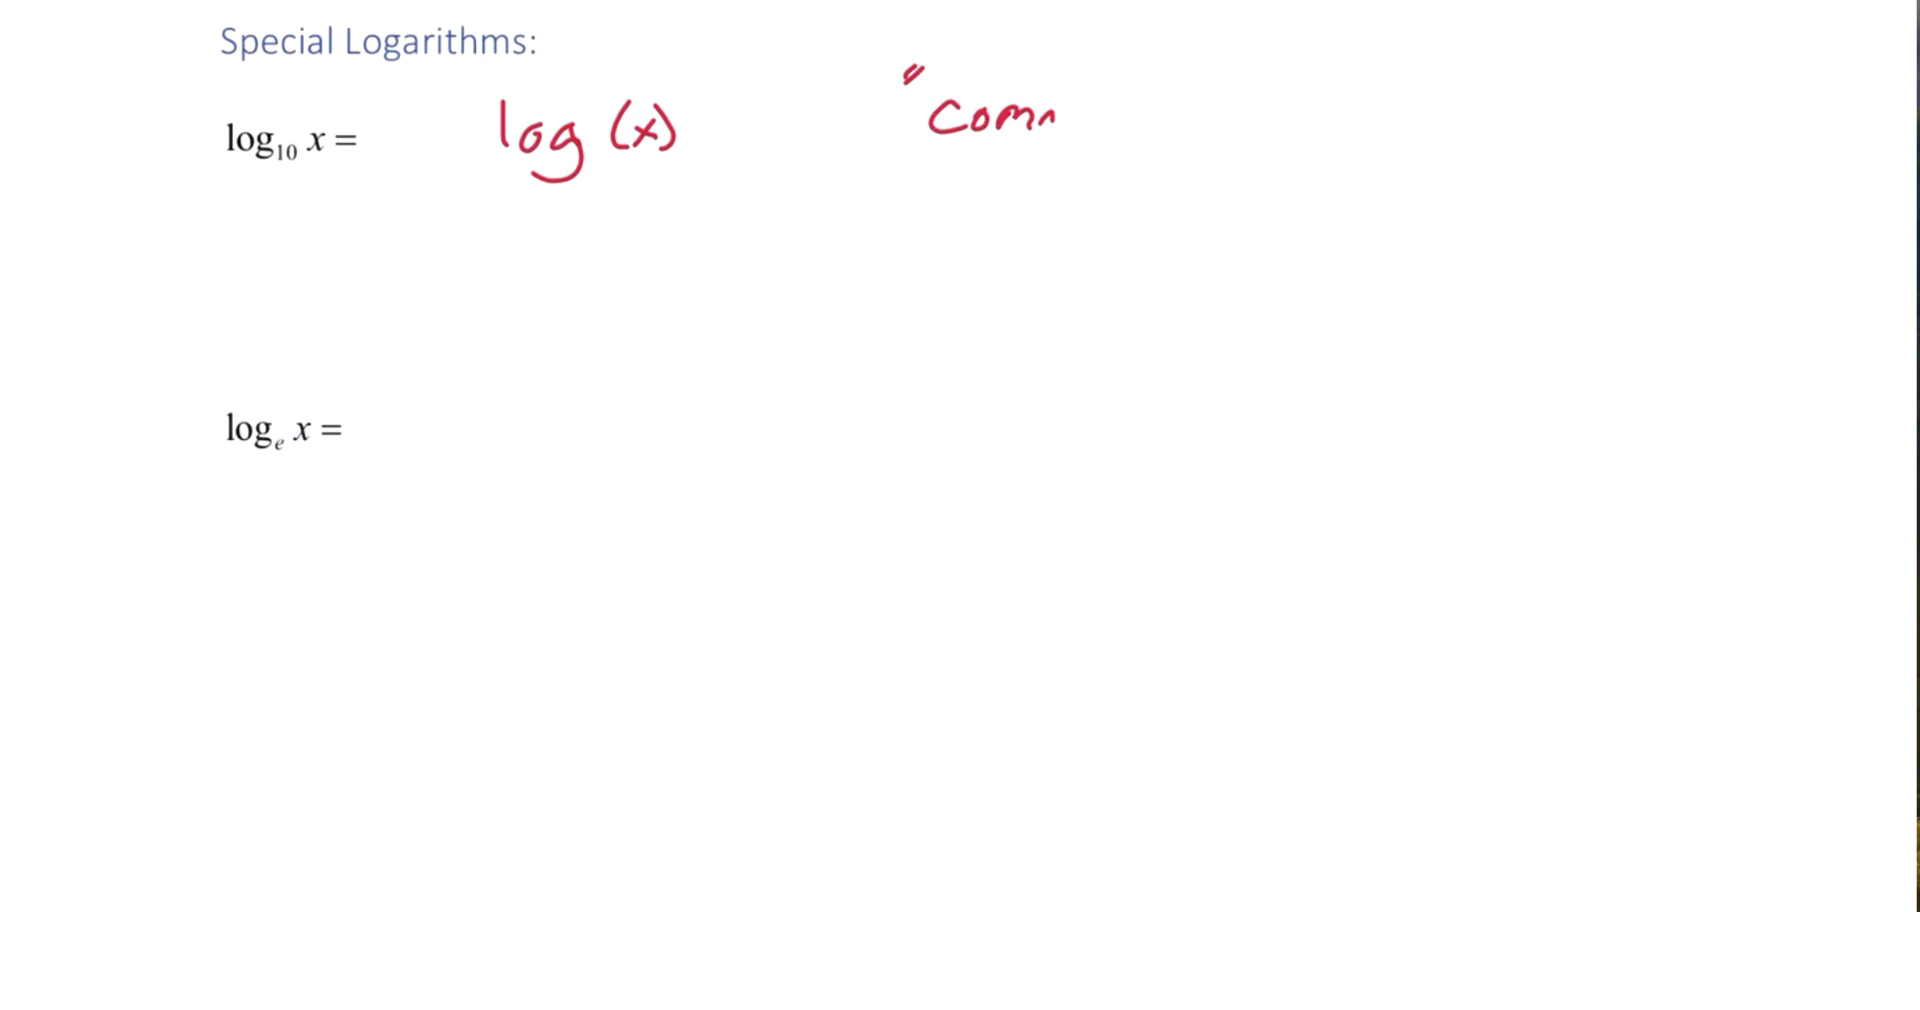 Special Logarithms:
log₁₀ x = log (x) "Comm
logₑ x =